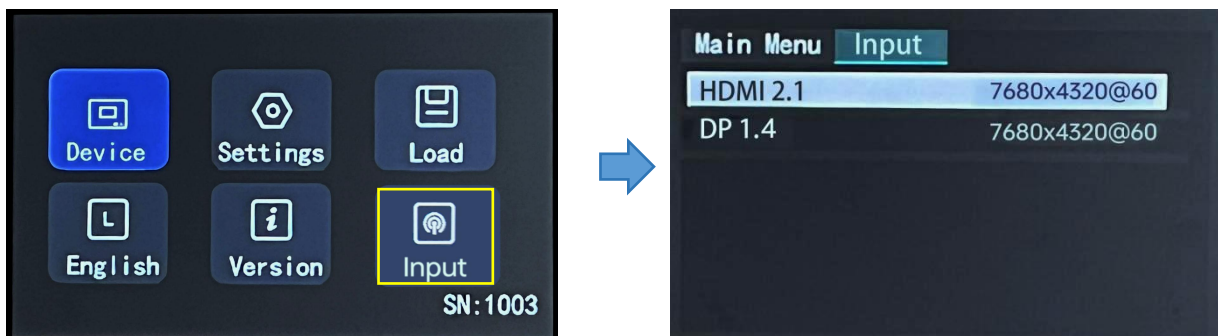 Device
Settings
Load
L
English
i
Version
Input
SN:1003
Main Menu Input
HDMI 2.1 7680x4320@60
DP 1.4 7680x4320@60